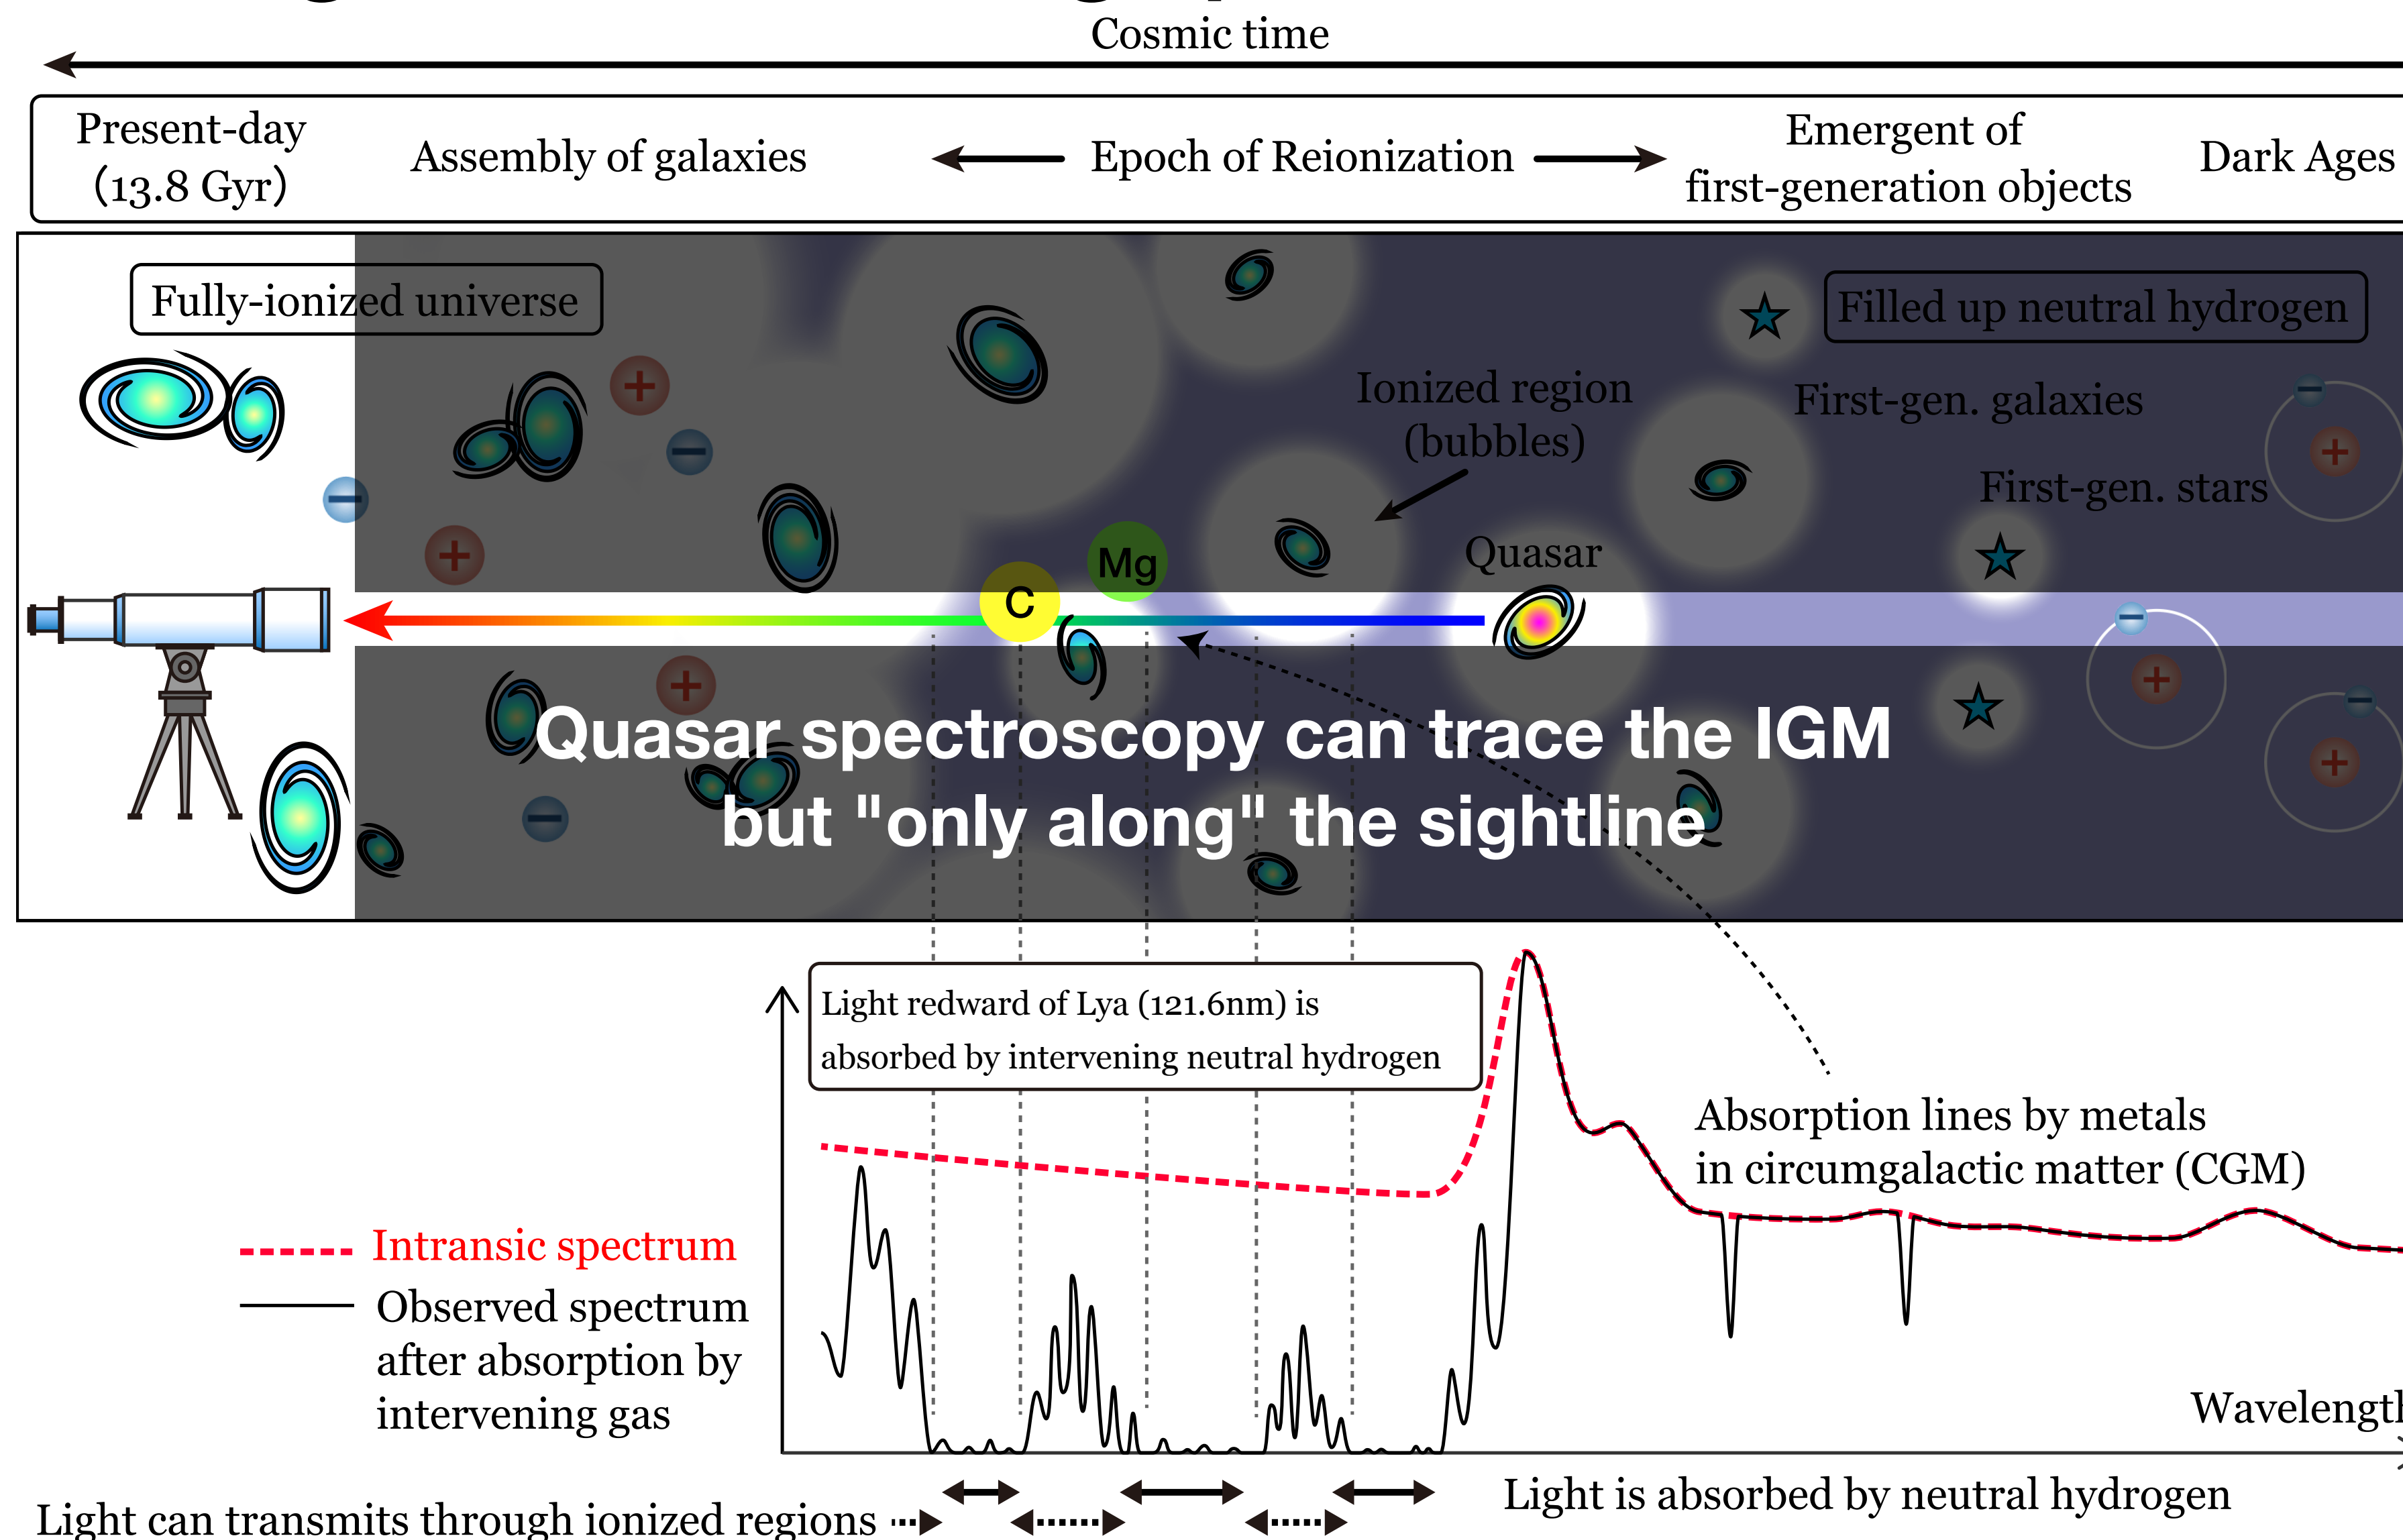 Cosmic time
Present-day
(13.8 Gyr)
Assembly of galaxies
Epoch of Reionization
Emergent of
first-generation objects
Dark Ages
Fully-ionized universe
Filled up neutral hydrogen
Ionized region
(bubbles)
First-gen. galaxies
First-gen. stars
Quasar
Mg
C
Quasar spectroscopy can trace the IGM
but "only along" the sightline
Light redward of Lya (121.6nm) is
absorbed by intervening neutral hydrogen
Absorption lines by metals
in circumgalactic matter (CGM)
Intransic spectrum
Observed spectrum
after absorption by
intervening gas
Wavelength
Light is absorbed by neutral hydrogen
Light can transmits through ionized regions